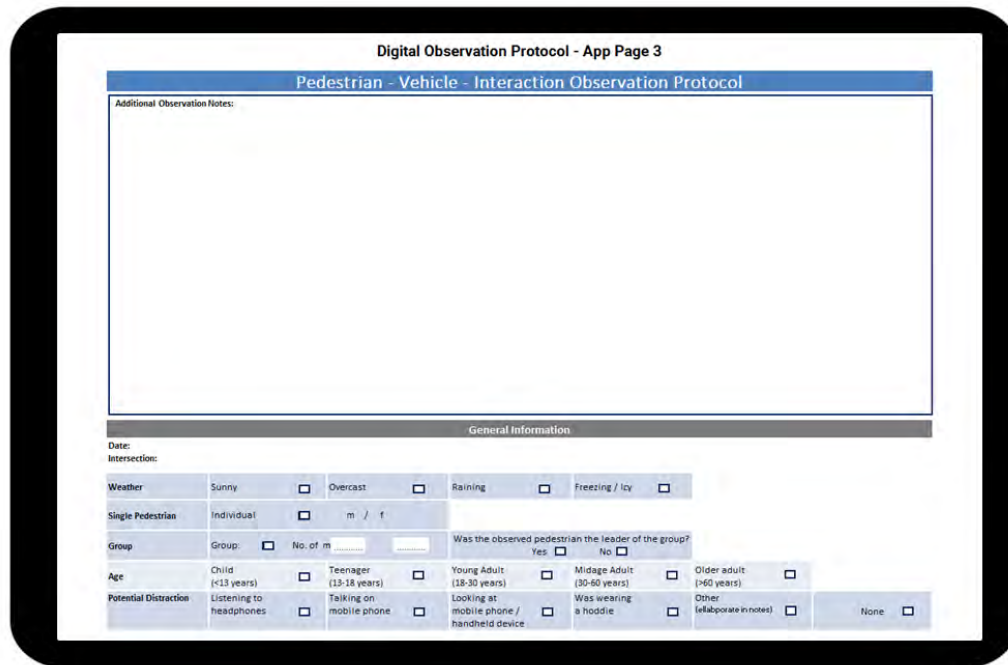 Digital Observation Protocol - App Page 3
Pedestrian - Vehicle - Interaction Observation Protocol
Additional Observation Notes:
General Information
Date:
Intersection:
Weather Sunny Overcast Raining Freezing / Icy
Single Pedestrian Individual m / f
Group Group: No. of m ............ ............ Was the observed pedestrian the leader of the group?
Yes No
Age Child (<13 years) Teenager (13-18 years) Young Adult (18-30 years) Midage Adult (30-60 years) Older adult (>60 years)
Potential Distraction Listening to headphones Talking on mobile phone Looking at mobile phone / handheld device Was wearing a hoddie Other (ellaborate in notes) None